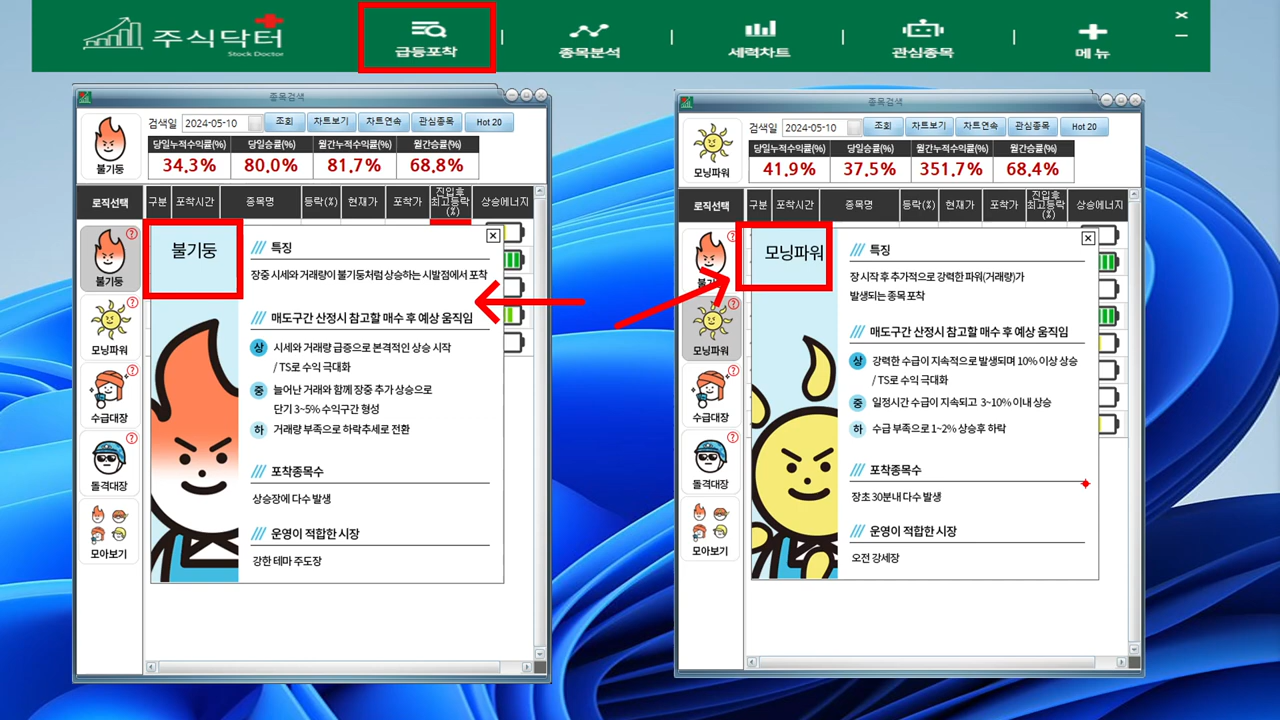 주식닥터
Stock Doctor
급등포착
종목분석
세력차트
관심종목
메뉴
종목검색
불기둥
검색일 2024-05-10 조회 차트보기 차트연속 관심종목 Hot 20
당일누적수익률(%) 당일승률(%) 월간누적수익률(%) 월간승률(%)
34.3% 80.0% 81.7% 68.8%
로직선택 구분 포착시간 종목명 등락(%) 현재가 포착가 진입후 최고등락 (%) 상승에너지
불기둥
모닝파워
수급대장
돌격대장
모아보기
불기둥
특징
장중 시세와 거래량이 불기둥처럼 상승하는 시발점에서 포착
매도구간 산정시 참고할 매수 후 예상 움직임
상 시세와 거래량 급증으로 본격적인 상승 시작
/ TS로 수익 극대화
중 늘어난 거래와 함께 장중 추가 상승으로
단기 3~5% 수익구간 형성
하 거래량 부족으로 하락추세로 전환
포착종목수
상승장에 다수 발생
운영이 적합한 시장
강한 테마 주도장
종목검색
모닝파워
검색일 2024-05-10 조회 차트보기 차트연속 관심종목 Hot 20
당일누적수익률(%) 당일승률(%) 월간누적수익률(%) 월간승률(%)
41.9% 37.5% 351.7% 68.4%
로직선택 구분 포착시간 종목명 등락(%) 현재가 포착가 진입후 최고등락 (%) 상승에너지
모닝파워
수급대장
돌격대장
모아보기
모닝파워
특징
장 시작 후 추가적으로 강력한 파워(거래량)가
발생되는 종목 포착
매도구간 산정시 참고할 매수 후 예상 움직임
상 강력한 수급이 지속적으로 발생되며 10% 이상 상승
/ TS로 수익 극대화
중 일정시간 수급이 지속되고 3~10% 이내 상승
하 수급 부족으로 1~2% 상승후 하락
포착종목수
장초 30분내 다수 발생
운영이 적합한 시장
오전 강세장